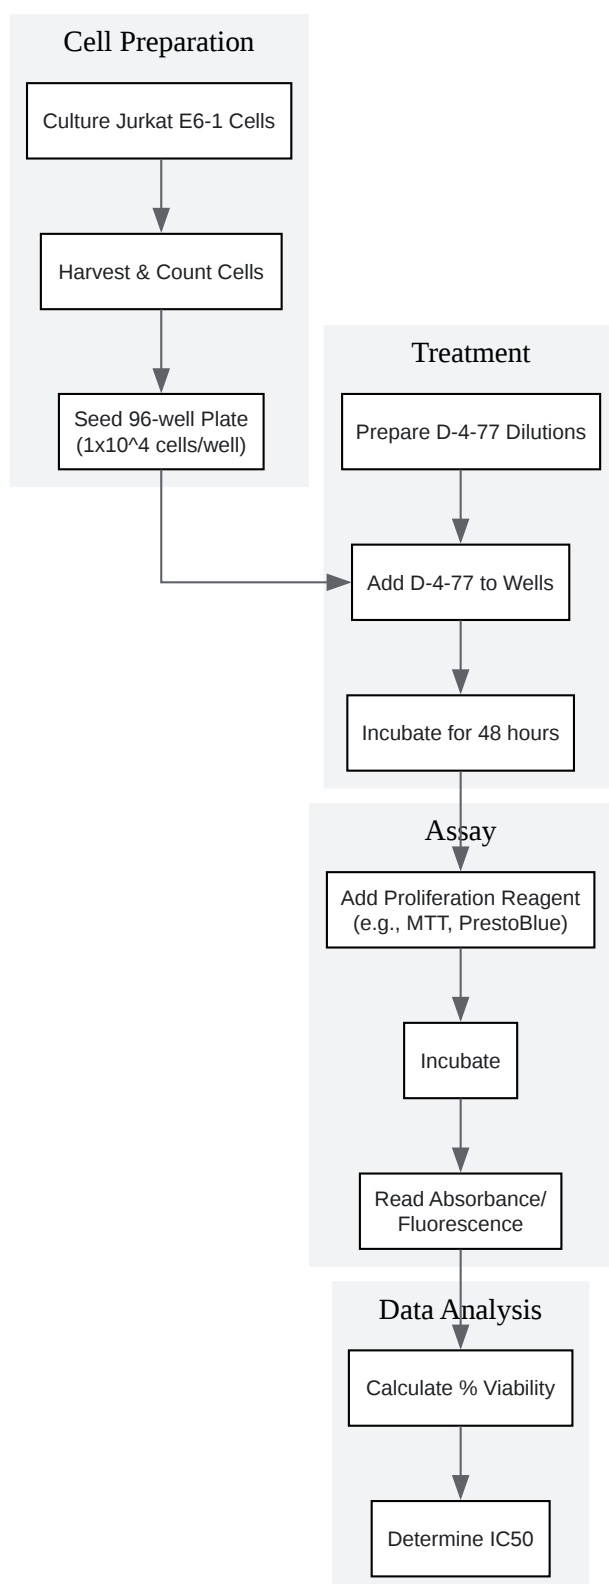 Cell Preparation
Culture Jurkat E6-1 Cells
Harvest & Count Cells
Seed 96-well Plate
(1x10^4 cells/well)
Treatment
Prepare D-4-77 Dilutions
Add D-4-77 to Wells
Incubate for 48 hours
Assay
Add Proliferation Reagent
(e.g., MTT, PrestoBlue)
Incubate
Read Absorbance/
Fluorescence
Data Analysis
Calculate % Viability
Determine IC50